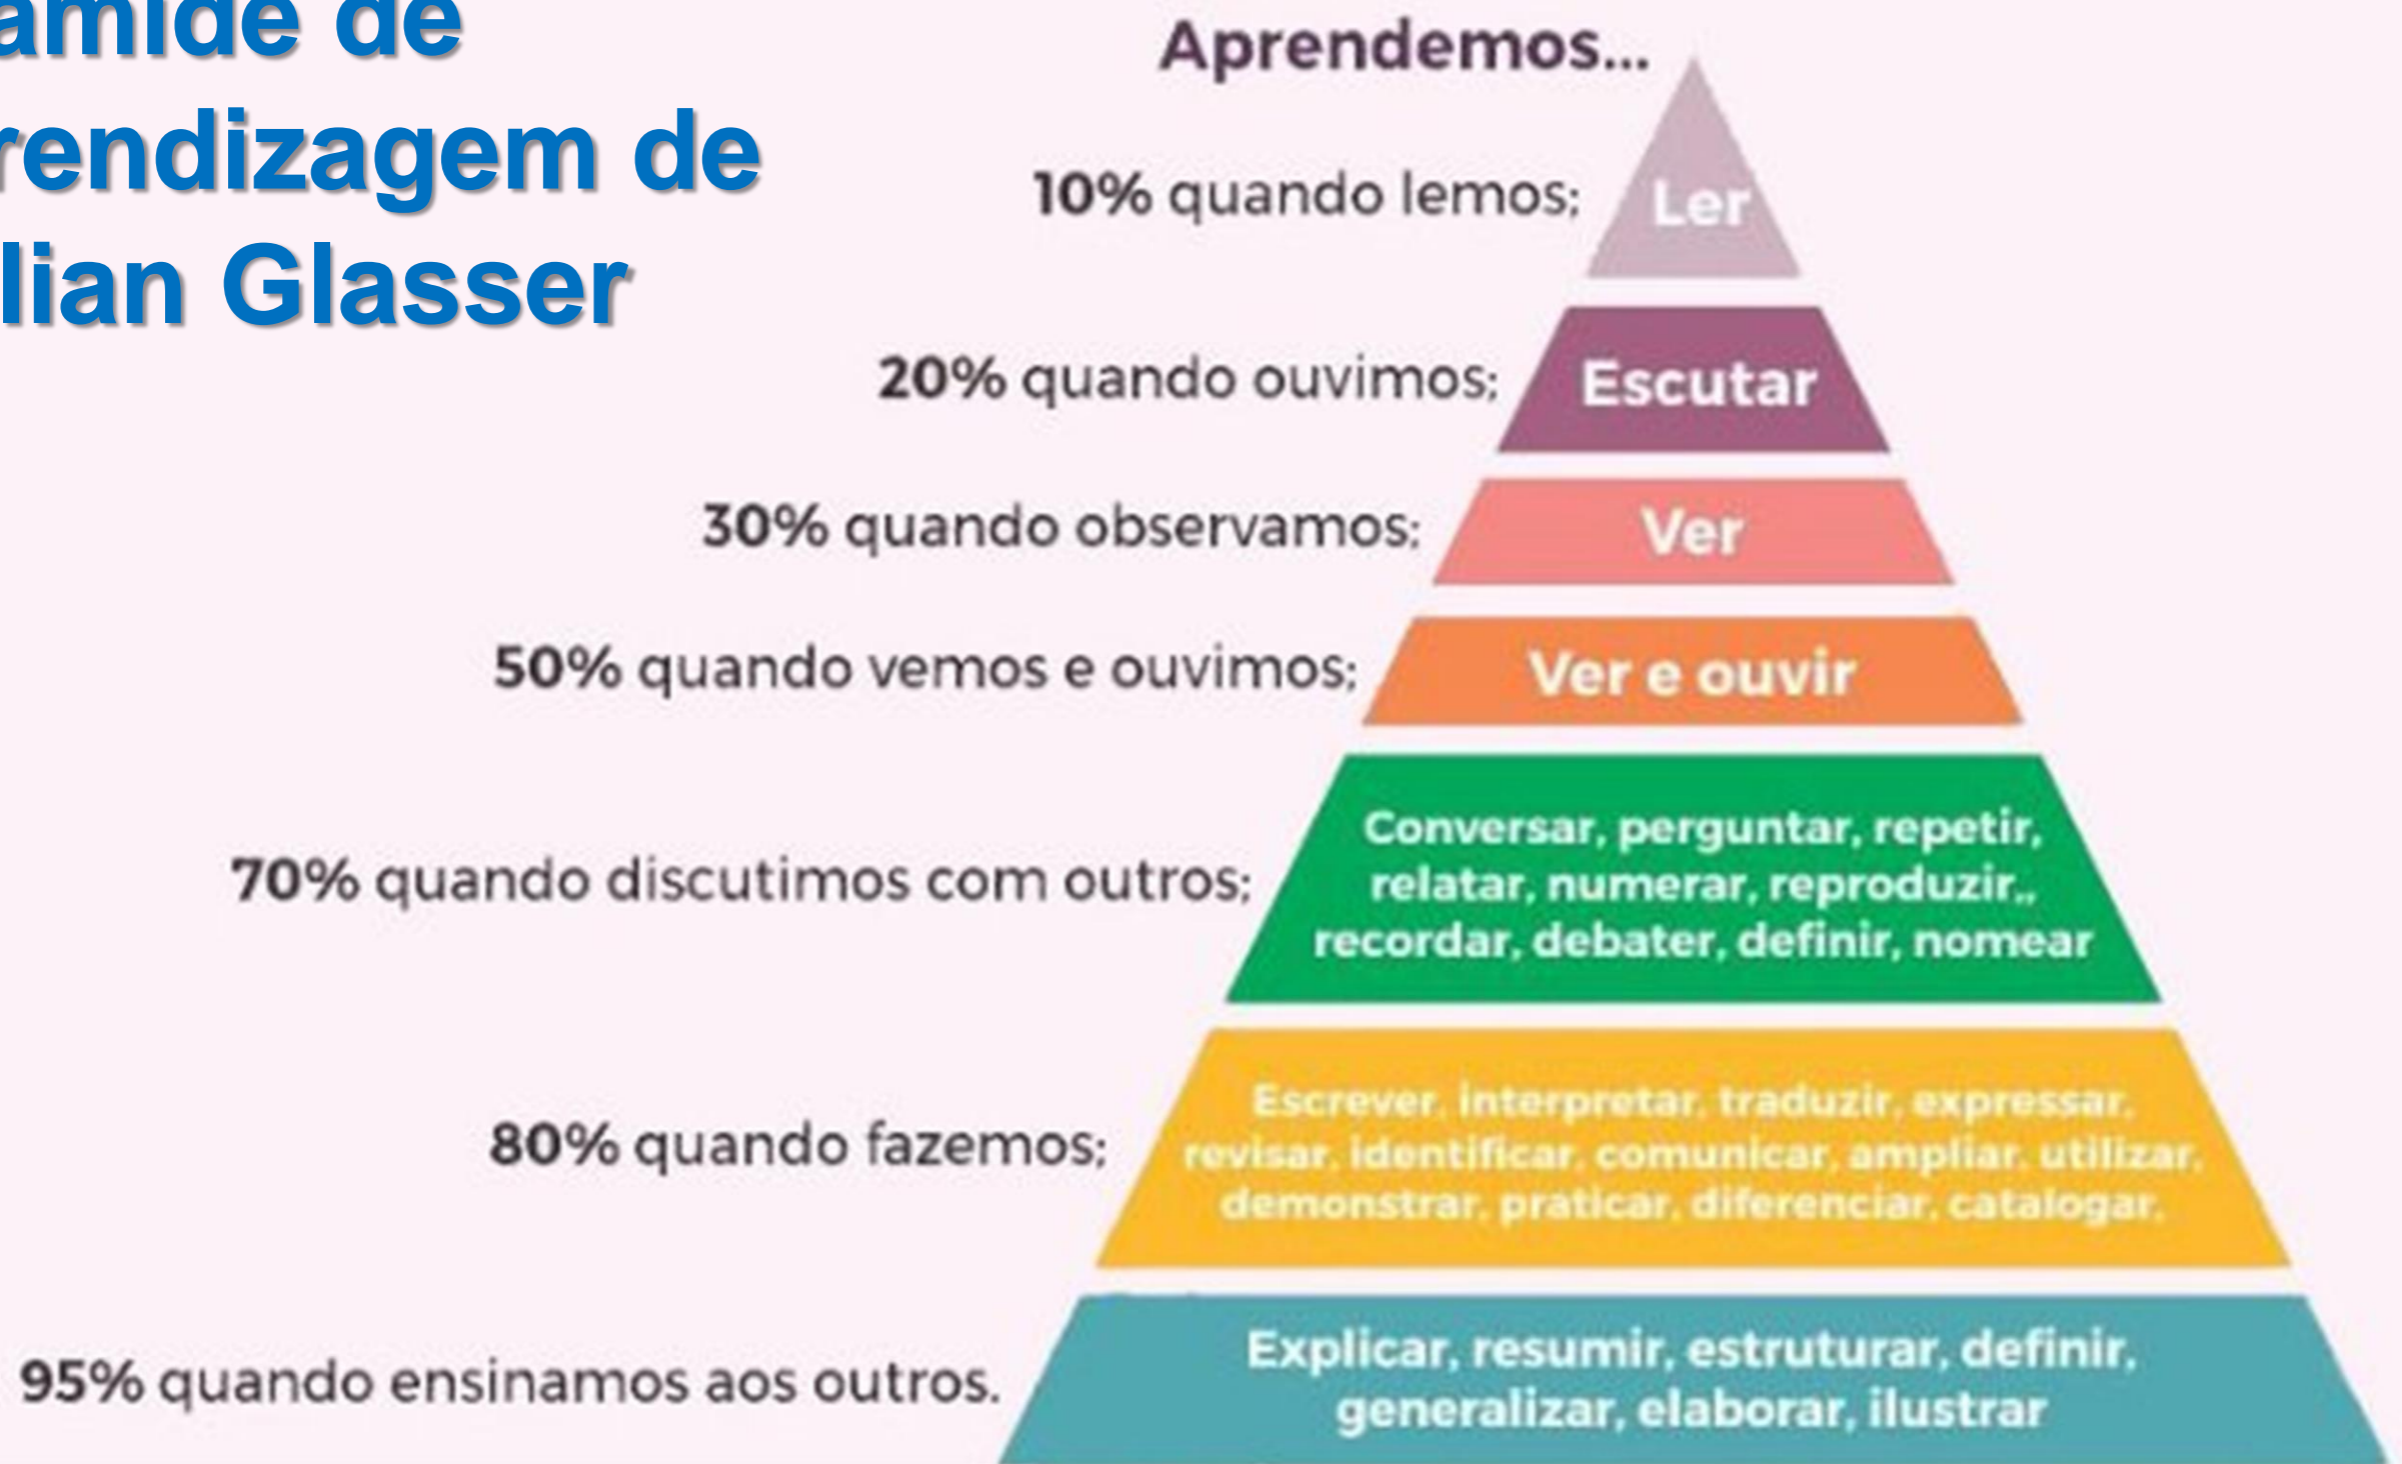 amide de
rendizagem de
lian Glasser
Aprendemos...
10% quando lemos;
Ler
20% quando ouvimos;
Escutar
30% quando observamos;
Ver
50% quando vemos e ouvimos;
Ver e ouvir
70% quando discutimos com outros;
Conversar, perguntar, repetir,
relatar, numerar, reproduzir,,
recordar, debater, definir, nomear
80% quando fazemos;
Escrever, interpretar, traduzir, expressar,
revisar, identificar, comunicar, ampliar, utilizar,
demonstrar, praticar, diferenciar, catalogar.
95% quando ensinamos aos outros.
Explicar, resumir, estruturar, definir,
generalizar, elaborar, ilustrar